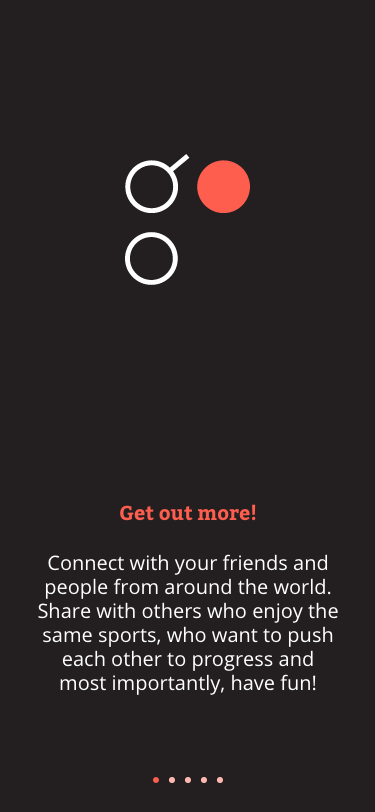 Get out more!
Connect with your friends and
people from around the world.
Share with others who enjoy the
same sports, who want to push
each other to progress and
most importantly, have fun!